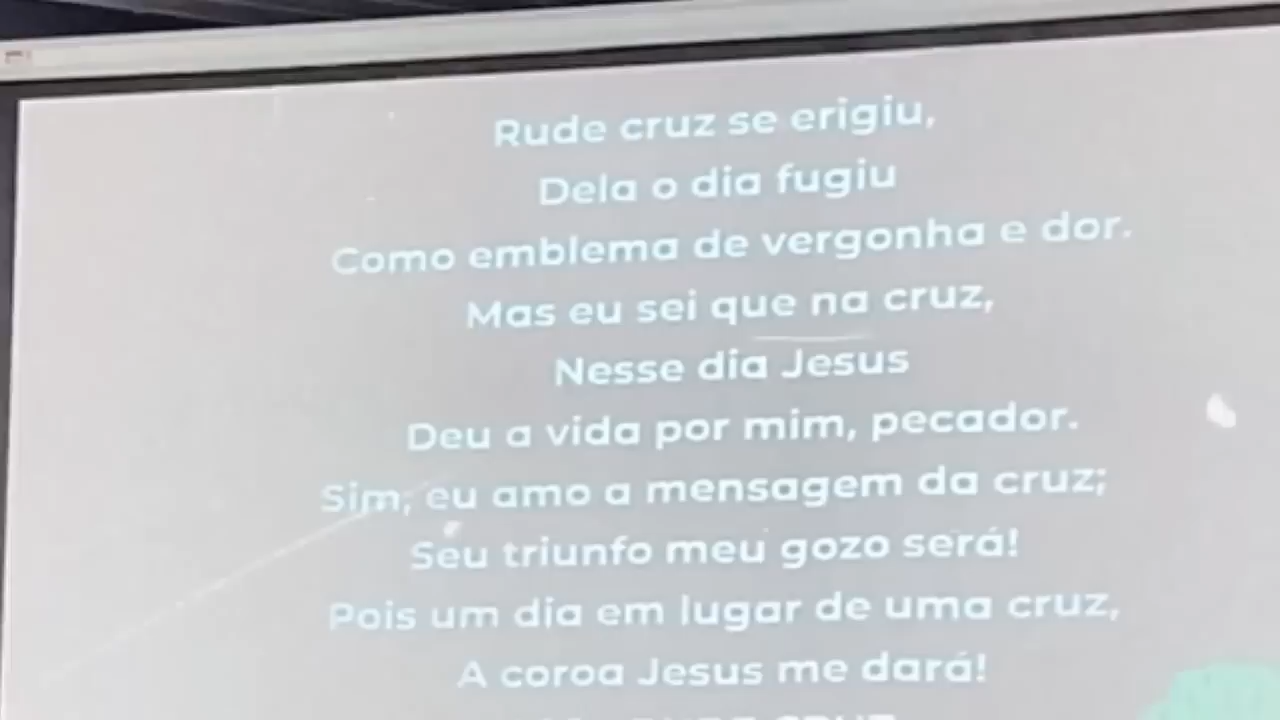 Rude cruz se erigiu,
Dela o dia fugiu
Como emblema de vergonha e dor.
Mas eu sei que na cruz,
Nesse dia Jesus
Deu a vida por mim, pecador.
Sim, eu amo a mensagem da cruz;
Seu triunfo meu gozo será!
Pois um dia em lugar de uma cruz,
A coroa Jesus me dará!